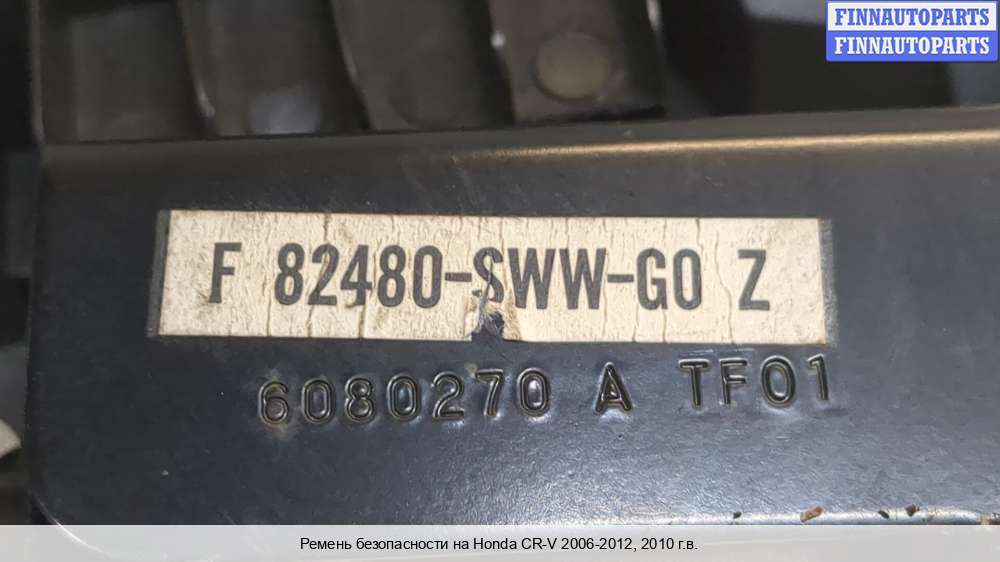 FINNAUTOPARTS
FINNAUTOPARTS
F 82480-SWW-G0 Z
6080270 A TF01
Ремень безопасности на Honda CR-V 2006-2012, 2010 г.в.